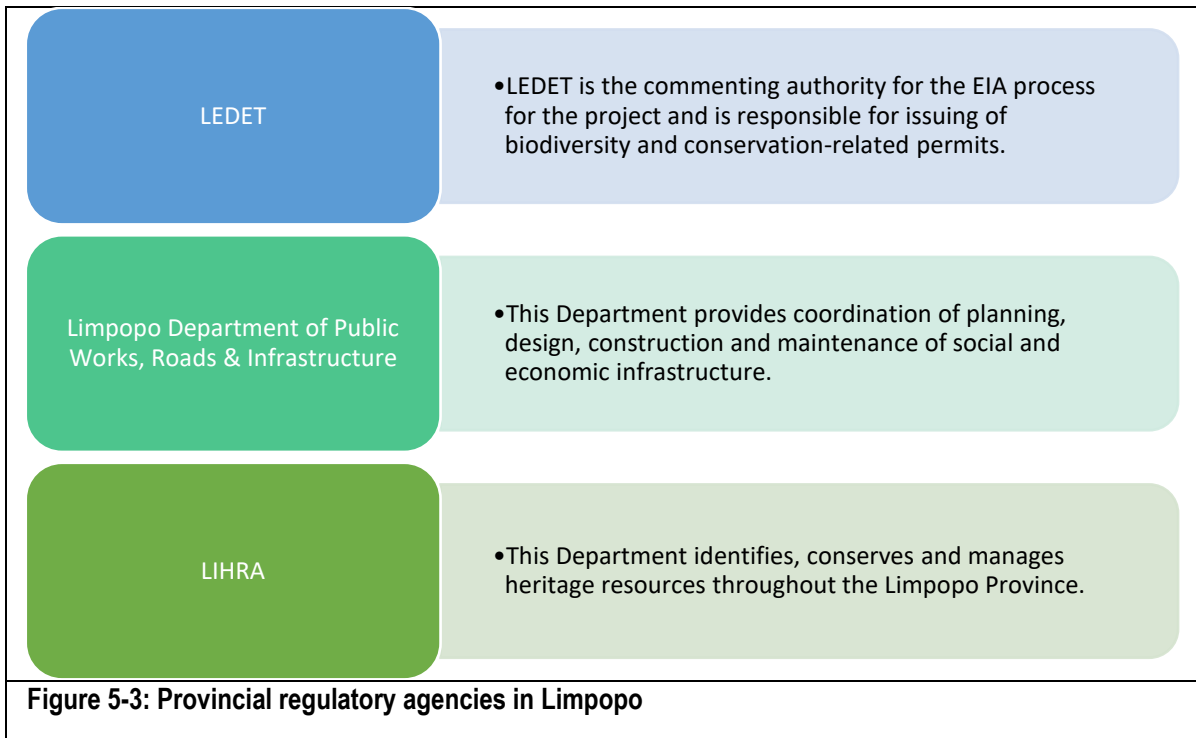 LEDET
•LEDET is the commenting authority for the EIA process
for the project and is responsible for issuing of
biodiversity and conservation-related permits.
Limpopo Department of Public
Works, Roads & Infrastructure
•This Department provides coordination of planning,
design, construction and maintenance of social and
economic infrastructure.
LIHRA
•This Department identifies, conserves and manages
heritage resources throughout the Limpopo Province.
Figure 5-3: Provincial regulatory agencies in Limpopo